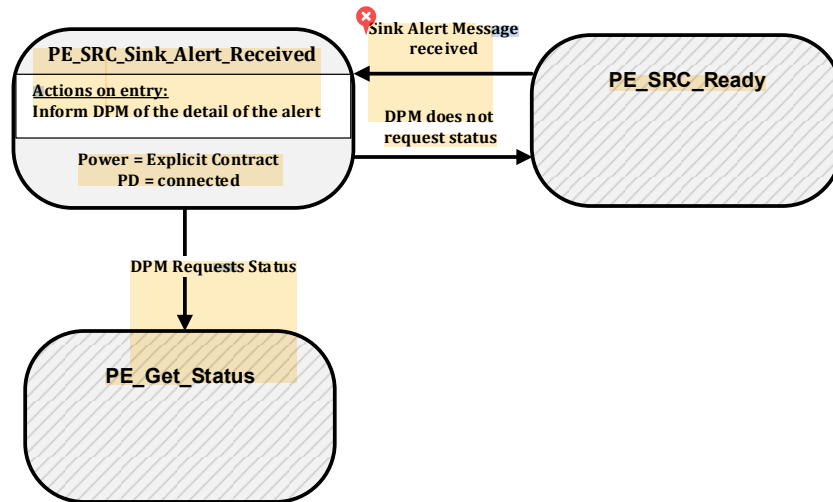 Sink Alert Message
received
PE_SRC_Sink_Alert_Received
PE_SRC_Ready
Actions on entry:
Inform DPM of the detail of the alert
DPM does not
request status
Power = Explicit Contract
PD = connected
DPM Requests Status
PE_Get_Status